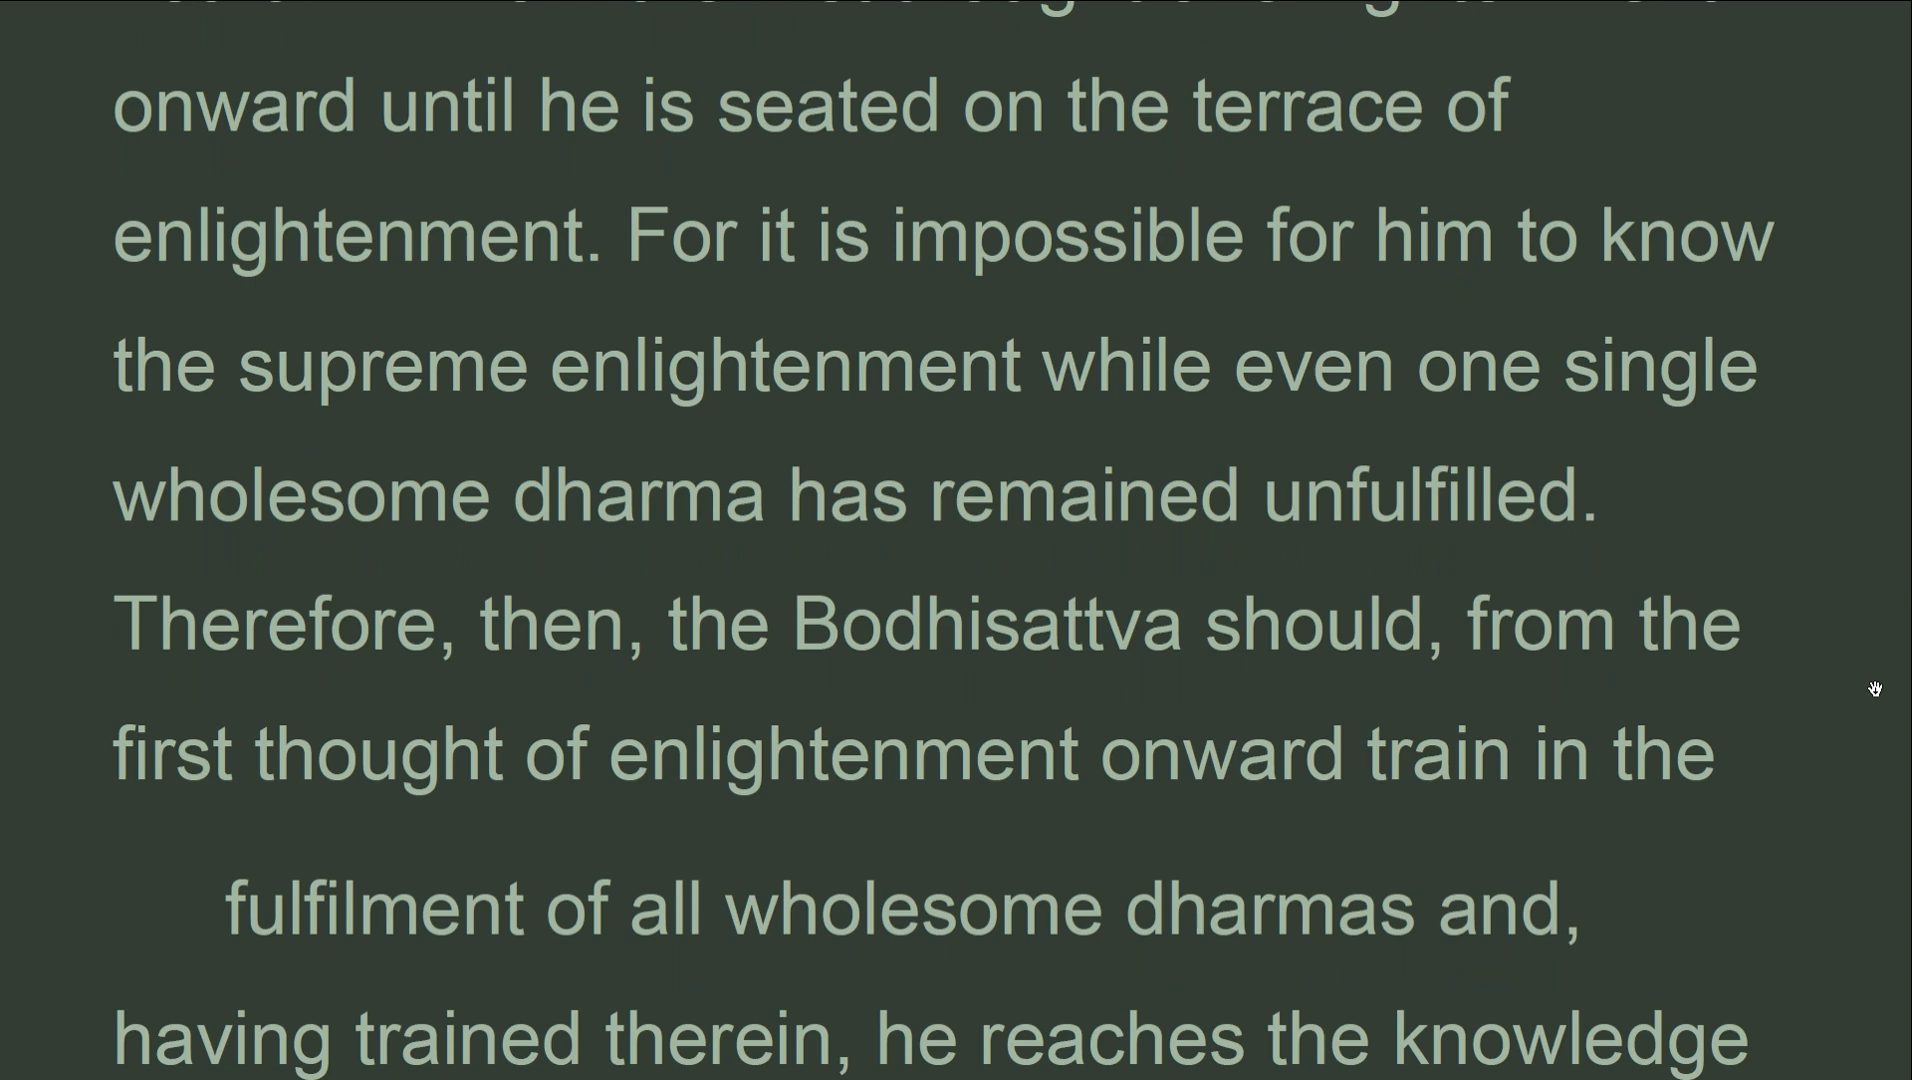 onward until he is seated on the terrace of
enlightenment. For it is impossible for him to know
the supreme enlightenment while even one single
wholesome dharma has remained unfulfilled.
Therefore, then, the Bodhisattva should, from the
first thought of enlightenment onward train in the
fulfilment of all wholesome dharmas and,
having trained therein, he reaches the knowledge